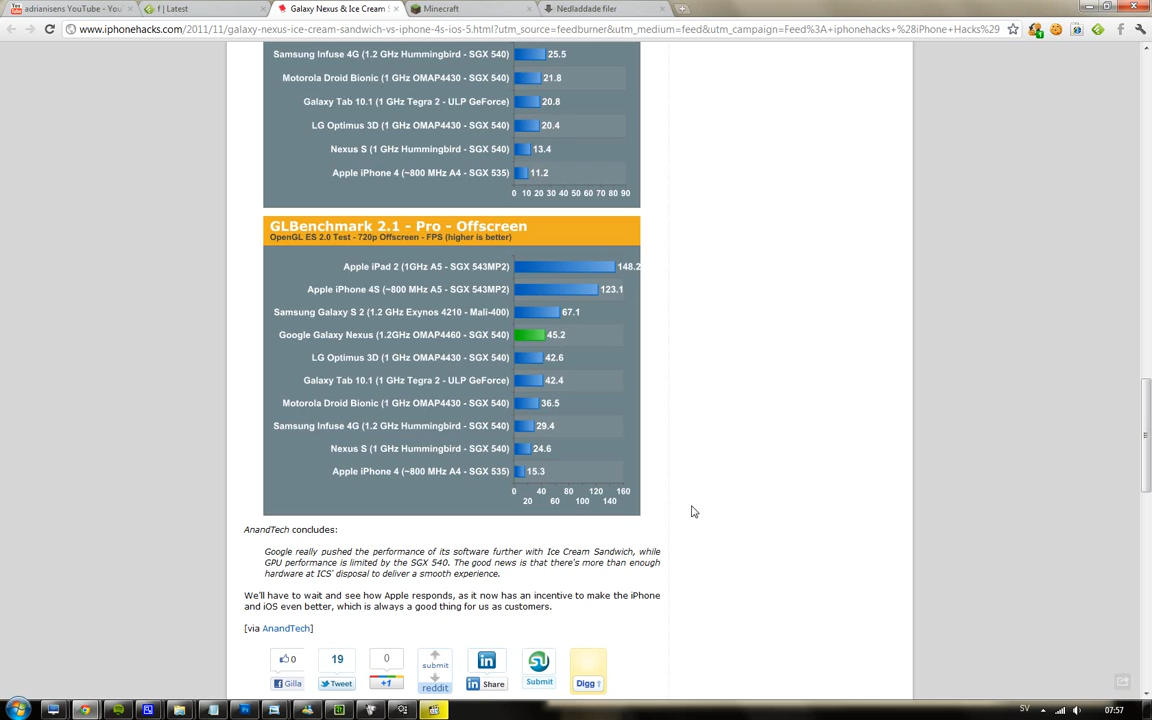 adrianisens YouTube - You
f | Latest
Galaxy Nexus & Ice Cream S
Minecraft
Nedladdade filer
www.iphonehacks.com/2011/11/galaxy-nexus-ice-cream-sandwich-vs-iphone-4s-ios-5.html?utm_source=feedburner&utm_medium=feed&utm_campaign=Feed%3A+iphonehacks+%28iPhone+Hacks%29
Samsung Infuse 4G (1.2 GHz Hummingbird - SGX 540) 25.5
Motorola Droid Bionic (1 GHz OMAP4430 - SGX 540) 21.8
Galaxy Tab 10.1 (1 GHz Tegra 2 - ULP GeForce) 20.8
LG Optimus 3D (1 GHz OMAP4430 - SGX 540) 20.4
Nexus S (1 GHz Hummingbird - SGX 540) 13.4
Apple iPhone 4 (~800 MHz A4 - SGX 535) 11.2
0 10 20 30 40 50 60 70 80 90
GLBenchmark 2.1 - Pro - Offscreen
OpenGL ES 2.0 Test - 720p Offscreen - FPS (higher is better)
Apple iPad 2 (1GHz A5 - SGX 543MP2) 148.2
Apple iPhone 4S (~800 MHz A5 - SGX 543MP2) 123.1
Samsung Galaxy S 2 (1.2 GHz Exynos 4210 - Mali-400) 67.1
Google Galaxy Nexus (1.2GHz OMAP4460 - SGX 540) 45.2
LG Optimus 3D (1 GHz OMAP4430 - SGX 540) 42.6
Galaxy Tab 10.1 (1 GHz Tegra 2 - ULP GeForce) 42.4
Motorola Droid Bionic (1 GHz OMAP4430 - SGX 540) 36.5
Samsung Infuse 4G (1.2 GHz Hummingbird - SGX 540) 29.4
Nexus S (1 GHz Hummingbird - SGX 540) 24.6
Apple iPhone 4 (~800 MHz A4 - SGX 535) 15.3
0 40 80 120 160
20 60 100 140
AnandTech concludes:
Google really pushed the performance of its software further with Ice Cream Sandwich, while
GPU performance is limited by the SGX 540. The good news is that there's more than enough
hardware at ICS' disposal to deliver a smooth experience.
We'll have to wait and see how Apple responds, as it now has an incentive to make the iPhone
and iOS even better, which is always a good thing for us as customers.
[via AnandTech]
0 19 0 submit
Gilla Tweet +1 reddit Share Submit Digg
SV 07:57